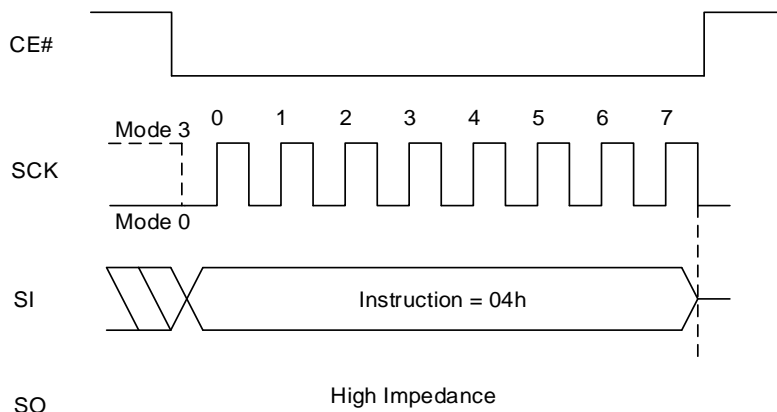 CE#
Mode 3
0 1 2 3 4 5 6 7
SCK
Mode 0
SI
Instruction = 04h
SO
High Impedance